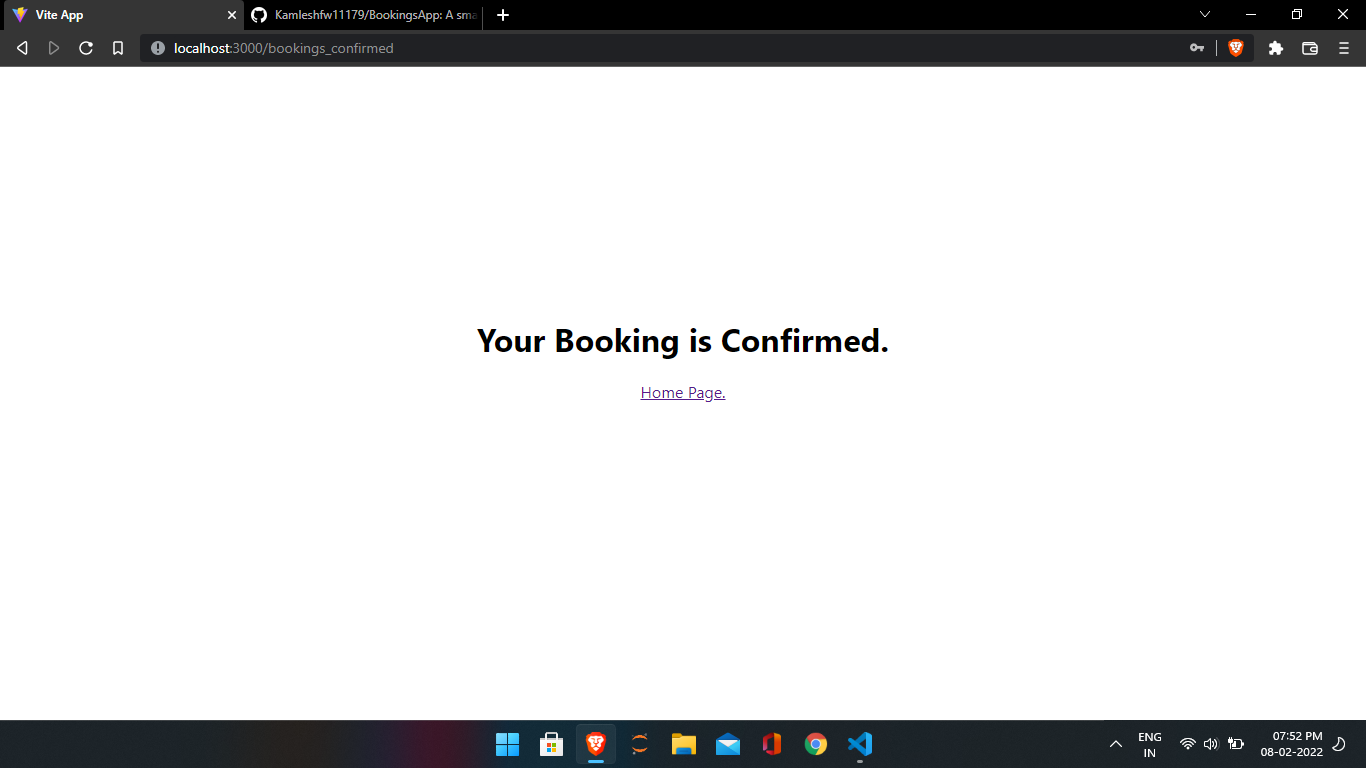 Vite App
Kamleshfw11179/BookingsApp: A sma
localhost:3000/bookings_confirmed
Your Booking is Confirmed.
Home Page.
ENG
IN
07:52 PM
08-02-2022